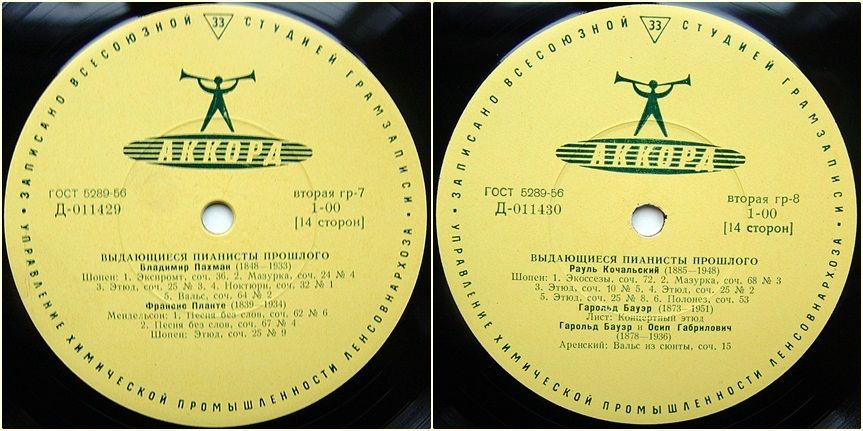 33
УПРАВЛЕНИЕ ХИМИЧЕСКОЙ ПРОМЫШЛЕННОСТИ ЛЕНСОВНАРХОЗА • ЗАПИСАНО ВСЕСОЮЗНОЙ СТУДИЕЙ ГРАМЗАПИСИ •
АККОРД
ГОСТ 5289-56
Д-011429
вторая гр-7
1-00
[14 сторон]
ВЫДАЮЩИЕСЯ ПИАНИСТЫ ПРОШЛОГО
Владимир Пахман (1848—1933)
Шопен: 1. Экспромт, соч. 36. 2. Мазурка, соч. 24 № 4
3. Этюд, соч. 25 № 3. 4. Ноктюрн, соч. 32 № 1
5. Вальс, соч. 64 № 2
Франсис Планте (1839—1934)
Мендельсон: 1. Песня без слов, соч. 62 № 6
2. Песня без слов, соч. 67 № 4
Шопен: Этюд, соч. 25 № 9
33
УПРАВЛЕНИЕ ХИМИЧЕСКОЙ ПРОМЫШЛЕННОСТИ ЛЕНСОВНАРХОЗА • ЗАПИСАНО ВСЕСОЮЗНОЙ СТУДИЕЙ ГРАМЗАПИСИ •
АККОРД
ГОСТ 5289-56
Д-011430
вторая гр-8
1-00
[14 сторон]
ВЫДАЮЩИЕСЯ ПИАНИСТЫ ПРОШЛОГО
Рауль Кочальский (1885—1948)
Шопен: 1. Экоссезы, соч. 72. 2. Мазурка, соч. 68 № 3
3. Этюд, соч. 10 № 5. 4. Этюд, соч. 25 № 2
5. Этюд, соч. 25 № 8. 6. Полонез, соч. 53
Гарольд Бауэр (1873—1951)
Лист: Концертный этюд
Гарольд Бауэр и Осип Габрилович
(1878—1936)
Аренский: Вальс из сюиты, соч. 15